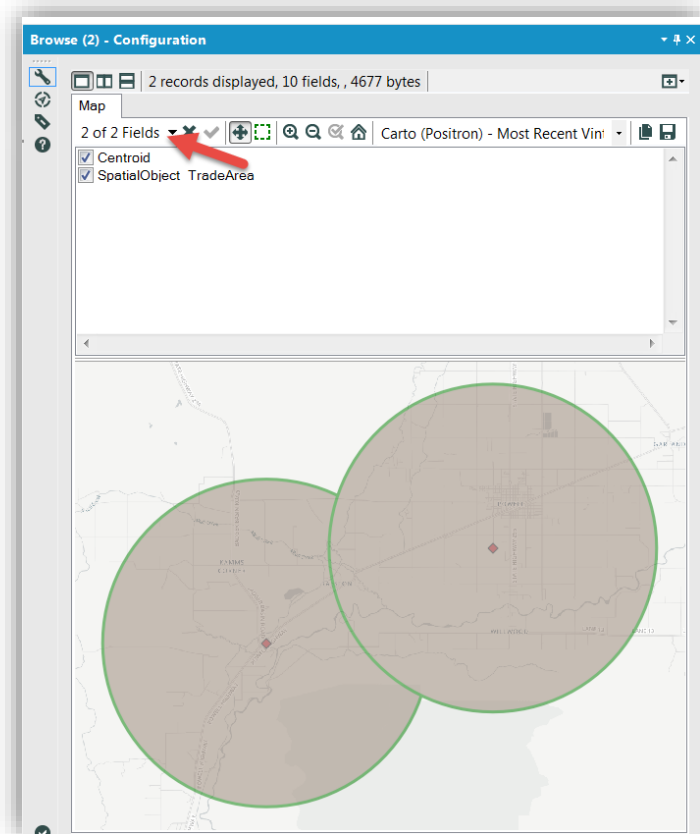 Browse (2) - Configuration
2 records displayed, 10 fields, , 4677 bytes
Map
2 of 2 Fields
Carto (Positron) - Most Recent Vint
Centroid
SpatialObject_TradeArea